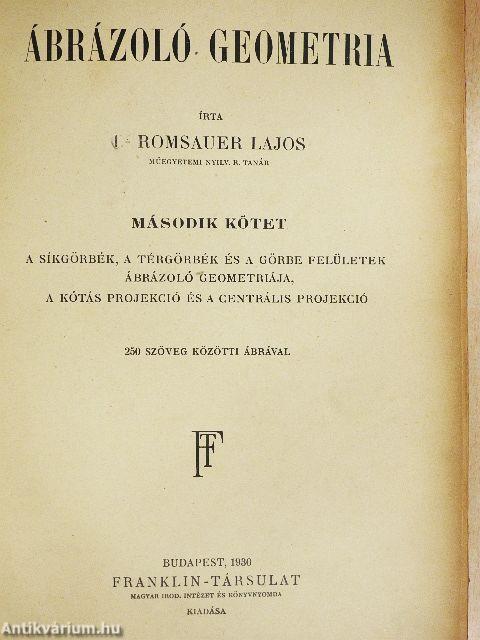 ÁBRÁZOLÓ GEOMETRIA
ÍRTA
ROMSAUER LAJOS
MŰEGYETEMI NYILV. R. TANÁR
MÁSODIK KÖTET
A SÍKGÖRBÉK, A TÉRGÖRBÉK ÉS A GÖRBE FELÜLETEK
ÁBRÁZOLÓ GEOMETRIÁJA,
A KÓTÁS PROJEKCIÓ ÉS A CENTRÁLIS PROJEKCIÓ
250 SZÖVEG KÖZÖTTI ÁBRÁVAL
FT
BUDAPEST, 1930
FRANKLIN-TÁRSULAT
MAGYAR IROD. INTÉZET ÉS KÖNYVNYOMDA
KIADÁSA
Antikvárium.hu